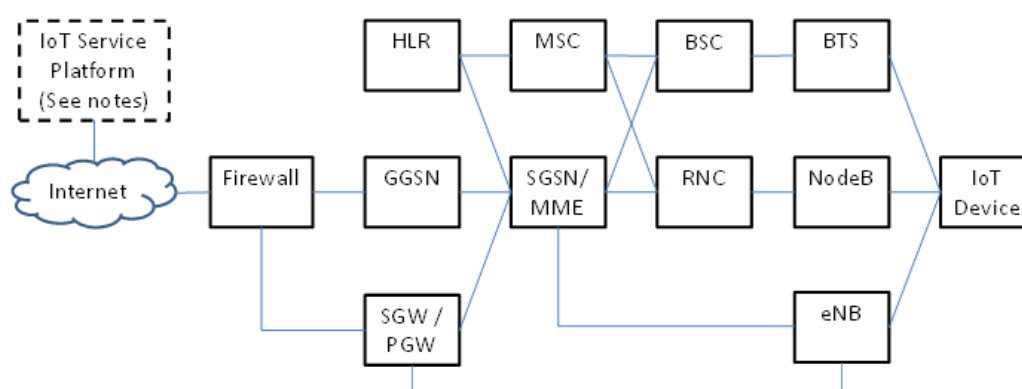 IoT Service
Platform
(See notes)
HLR
MSC
BSC
BTS
Internet
Firewall
GGSN
SGSN/
MME
RNC
NodeB
IoT
Device
SGW /
PGW
eNB